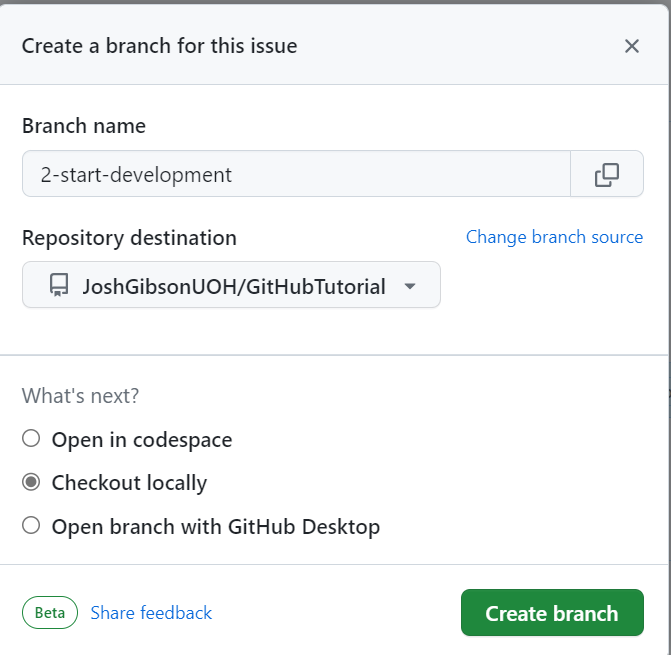 Create a branch for this issue
Branch name
2-start-development
Repository destination
Change branch source
JoshGibsonUOH/GitHubTutorial
What's next?
Open in codespace
Checkout locally
Open branch with GitHub Desktop
Beta
Share feedback
Create branch